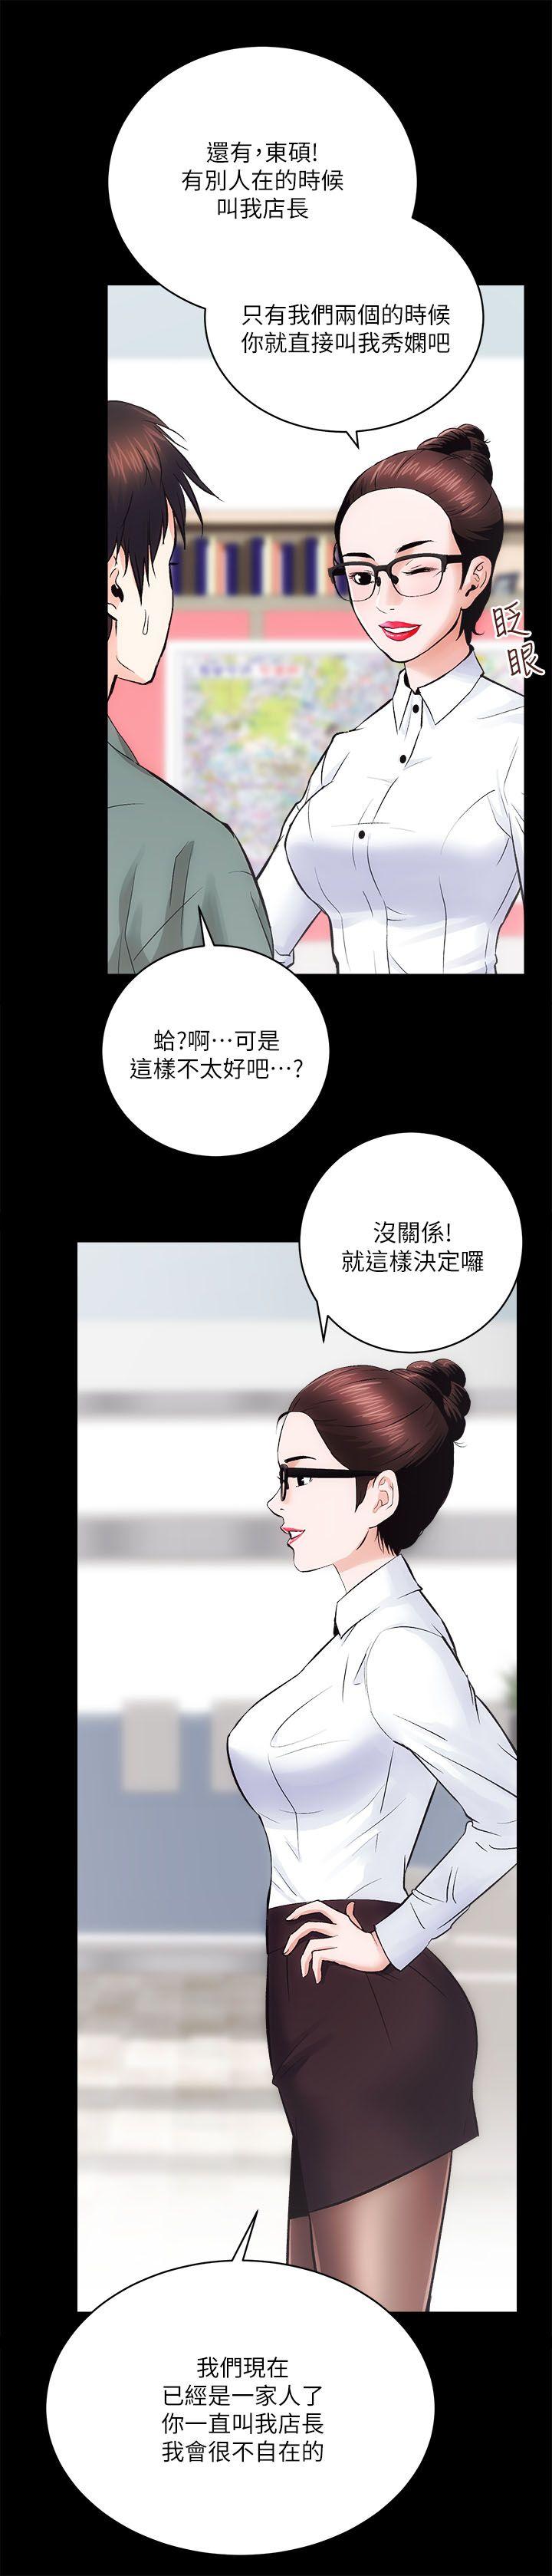 還有，東碩!
有別人在的時候
叫我店長
只有我們兩個的時候
你就直接叫我秀嫻吧
眨
眼
蛤?啊…可是
這樣不太好吧…?
沒關係!
就這樣決定囉
我們現在
已經是一家人了
你一直叫我店長
我會很不自在的